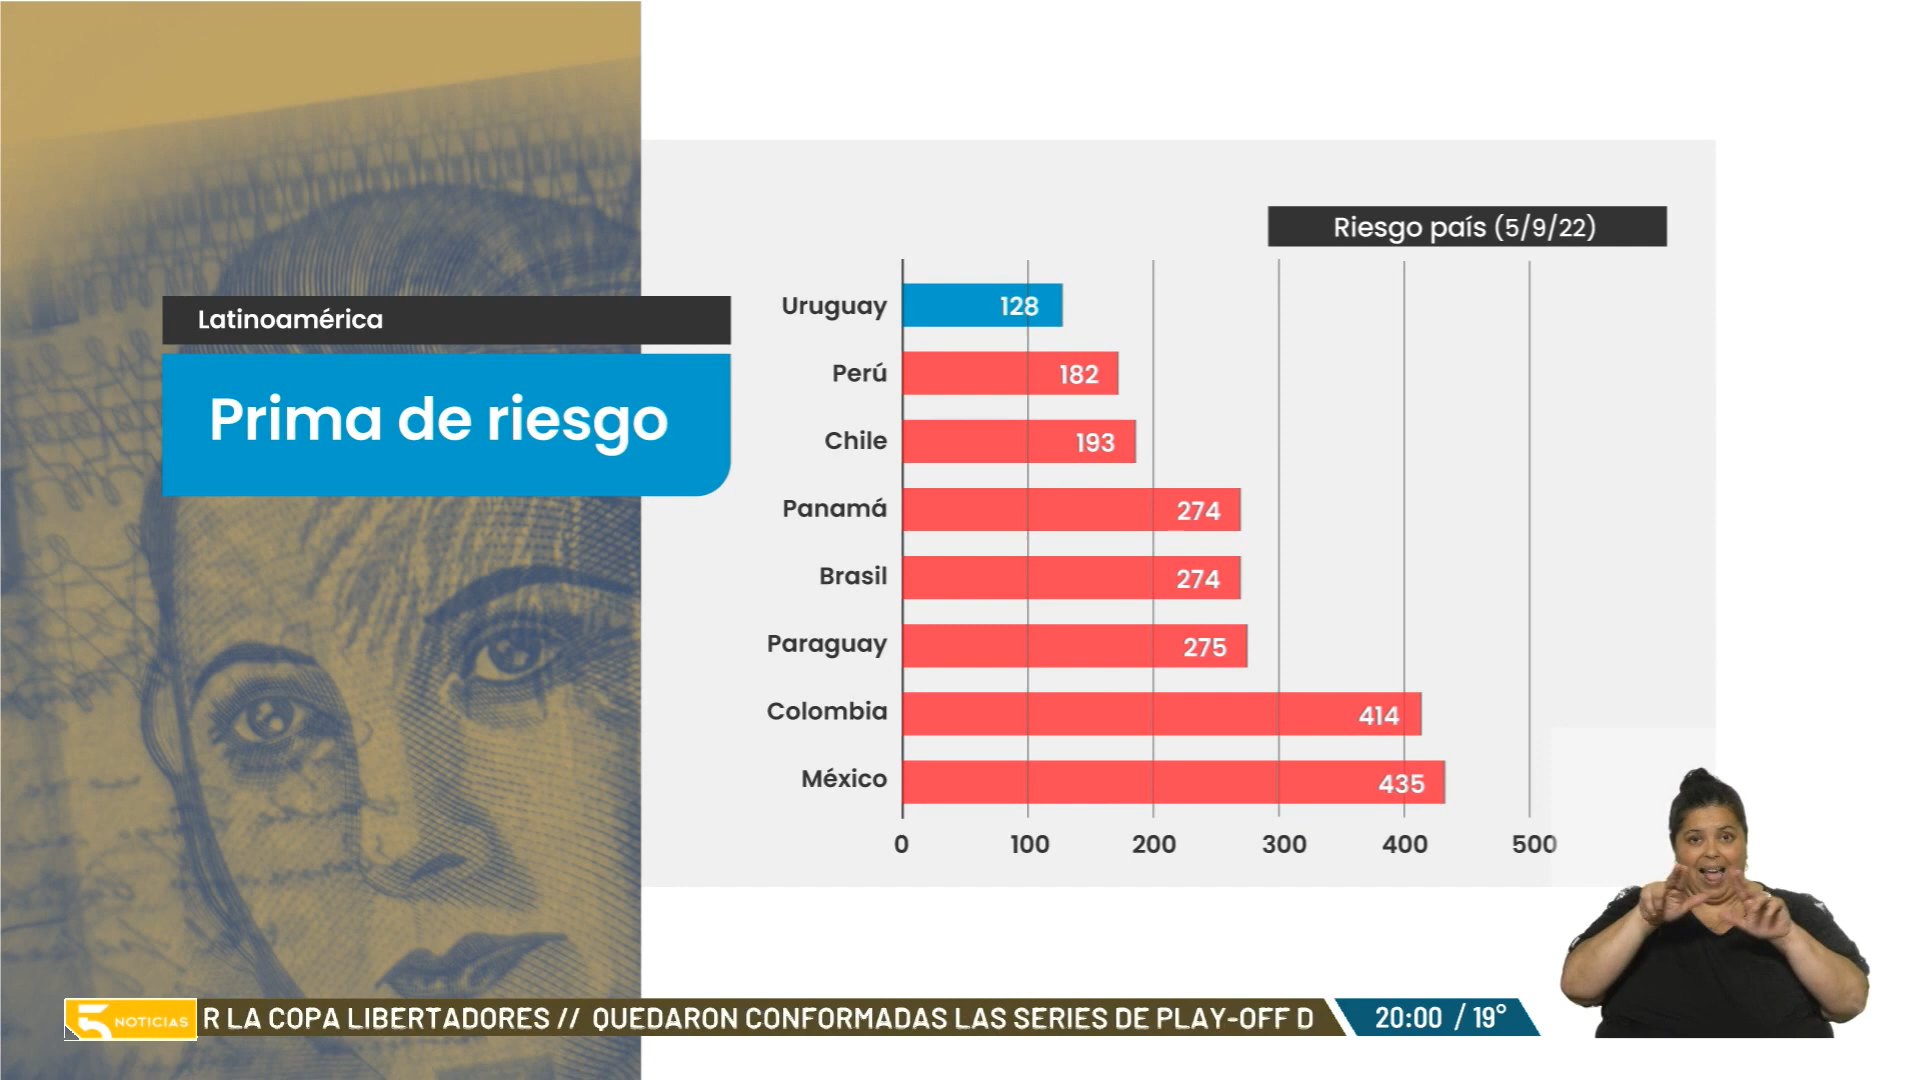 Latinoamérica
Prima de riesgo
Riesgo país (5/9/22)
Uruguay 128
Perú 182
Chile 193
Panamá 274
Brasil 274
Paraguay 275
Colombia 414
México 435
0 100 200 300 400 500
5 NOTICIAS R LA COPA LIBERTADORES // QUEDARON CONFORMADAS LAS SERIES DE PLAY-OFF D 20:00 / 19°